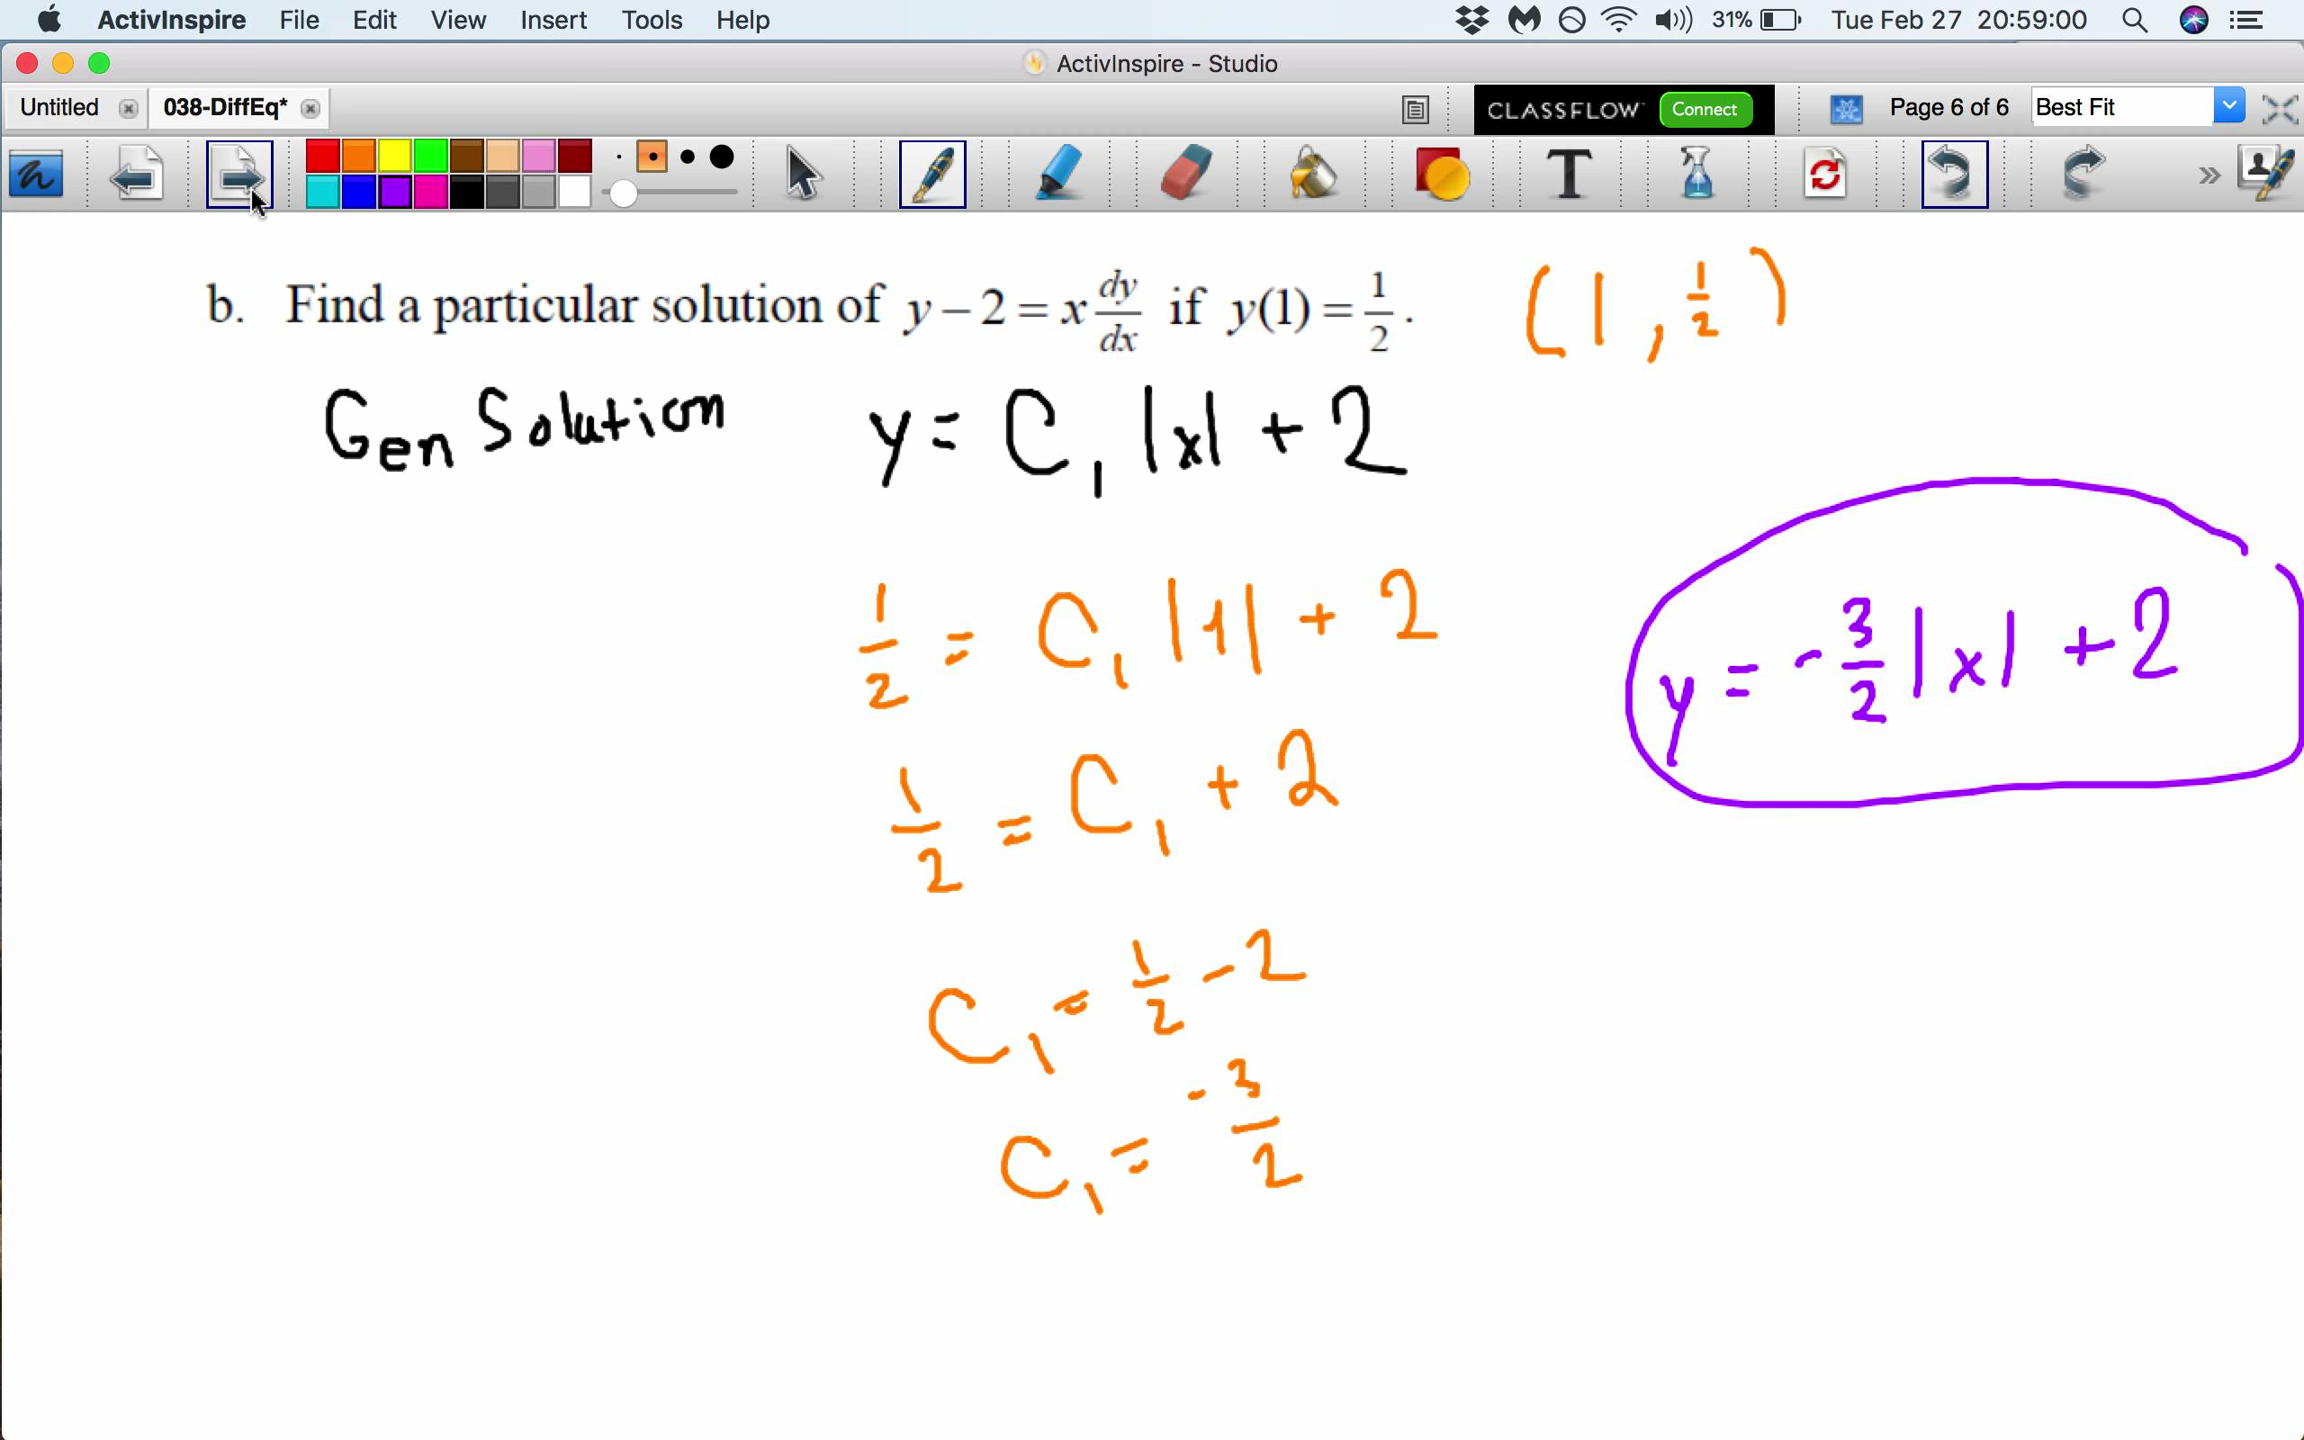 ActivInspire File Edit View Insert Tools Help 31% Tue Feb 27 20:59:00
ActivInspire - Studio
Untitled 038-DiffEq* CLASSFLOW Connect Page 6 of 6 Best Fit
T »
b. Find a particular solution of y – 2 = x dy/dx if y(1) = 1/2 . (1, 1/2)
Gen Solution y = C₁ |x| + 2
1/2 = C₁ |1| + 2
y = - 3/2 |x| + 2
1/2 = C₁ + 2
C₁ = 1/2 - 2
C₁ = -3/2